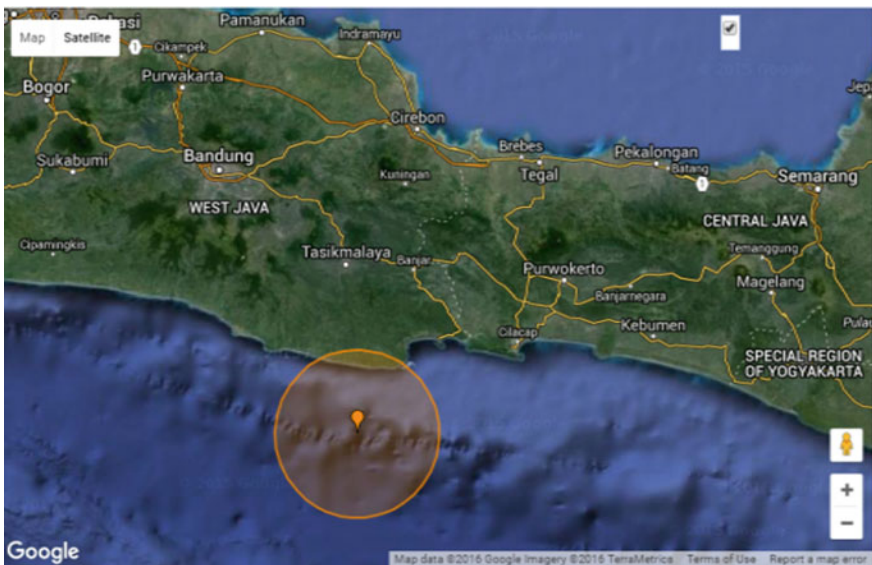 Pamanukan
Map Satellite
1
Cikampek
Indramayu
Purwakarta
Bogor
Cirebon
Sukabumi
Bandung
Kuningan
Brebes
Tegal
Pekalongan
Batang
1
Semarang
WEST JAVA
CENTRAL JAVA
Cipamingkis
Tasikmalaya
Banjar
Temanggung
Purwokerto
Banjarnegara
Magelang
Cilacap
Kebumen
SPECIAL REGION
OF YOGYAKARTA
+
−
Google
Map data ©2016 Google Imagery ©2016 TerraMetrics Terms of Use Report a map error